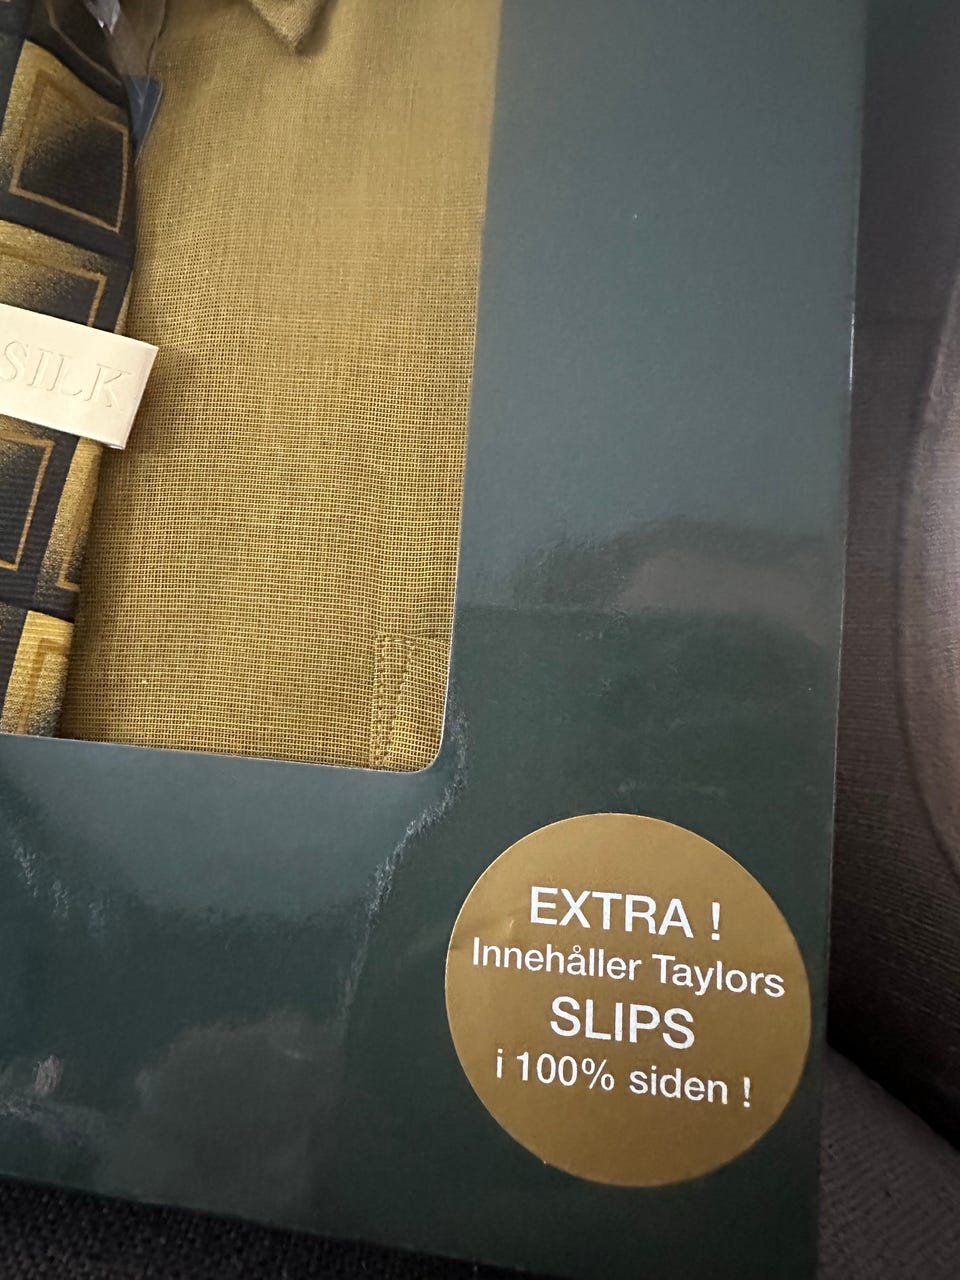 SILK
EXTRA !
Innehåller Taylors
SLIPS
i 100% siden !